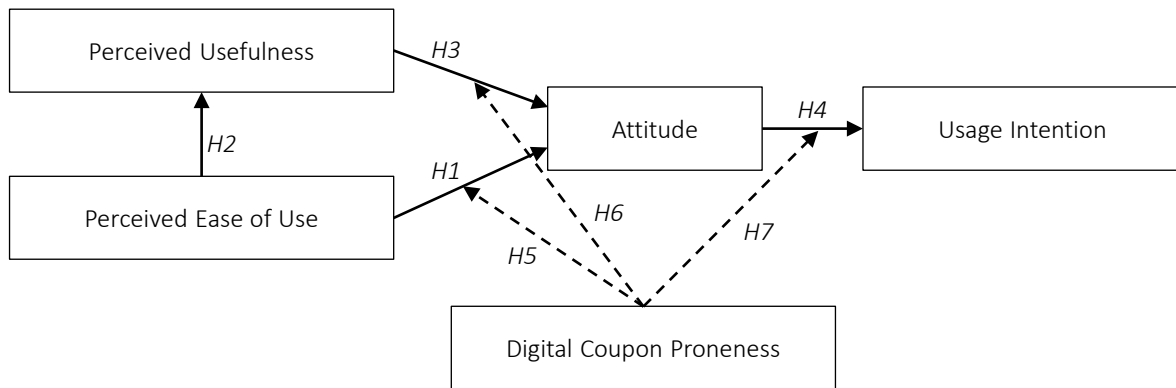 Perceived Usefulness
H3
Attitude
H4
Usage Intention
H2
H1
Perceived Ease of Use
H6
H7
H5
Digital Coupon Proneness